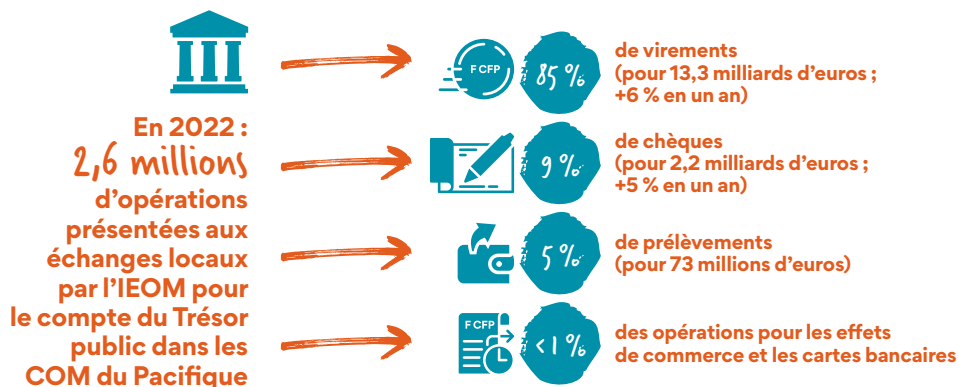 En 2022 :
2,6 millions
d’opérations
présentées aux
échanges locaux
par l’IEOM pour
le compte du Trésor
public dans les
COM du Pacifique
F CFP
85 %
de virements
(pour 13,3 milliards d’euros ;
+6 % en un an)
9 %
de chèques
(pour 2,2 milliards d’euros ;
+5 % en un an)
5 %
de prélèvements
(pour 73 millions d’euros)
F CFP
<1 %
des opérations pour les effets
de commerce et les cartes bancaires